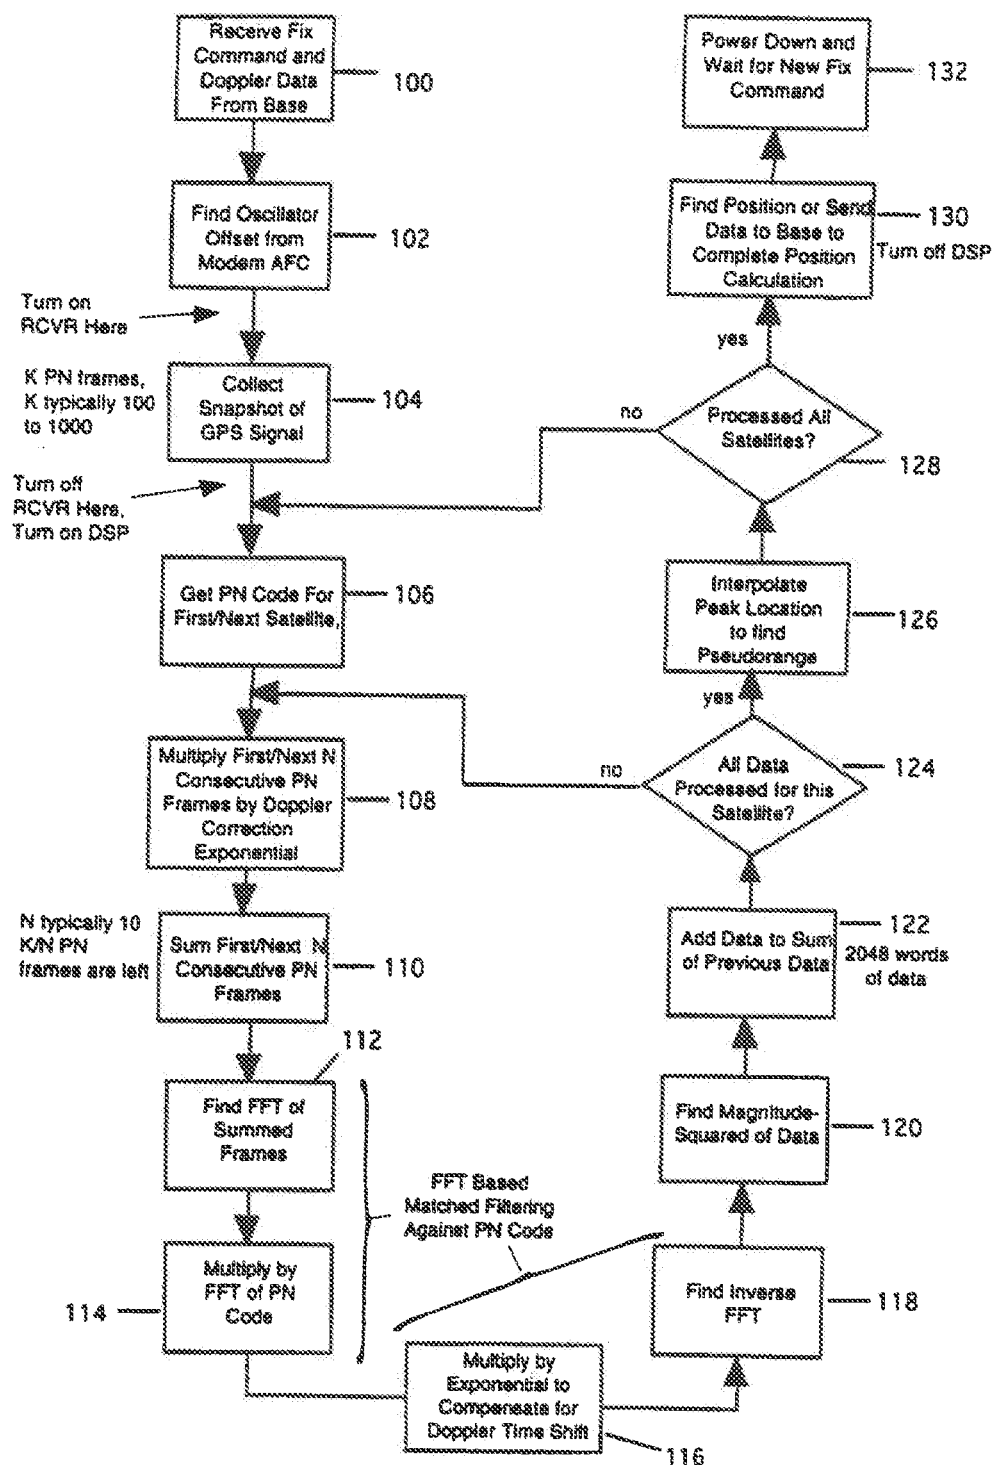 Receive Fix
Command and
Doppler Data
From Base
100
Find Oscillator
Offset from
Modem AFC
102
Turn on
RCVR Here
K PN frames,
K typically 100
to 1000
Collect
Snapshot of
GPS Signal
104
Turn off
RCVR Here,
Turn on DSP
Get PN Code For
First/Next Satellite,
106
Multiply First/Next N
Consecutive PN
Frames by Doppler
Correction
Exponential
108
N typically 10
K/N PN
frames are left
Sum First/Next N
Consecutive PN
Frames
110
112
Find FFT of
Summed
Frames
FFT Based
Matched Filtering
Against PN Code
Multiply by
FFT of PN
Code
114
Multiply by
Exponential to
Compensate for
Doppler Time Shift
116
Find Inverse
FFT
118
Find Magnitude-
Squared of Data
120
Add Data to Sum
of Previous Data
122
2048 words
of data
All Data
Processed for this
Satellite?
124
no
yes
Interpolate
Peak Location
to find
Pseudorange
126
Processed All
Satellites?
128
no
yes
Find Position or Send
Data to Base to
Complete Position
Calculation
130
Turn off DSP
Power Down and
Wait for New Fix
Command
132